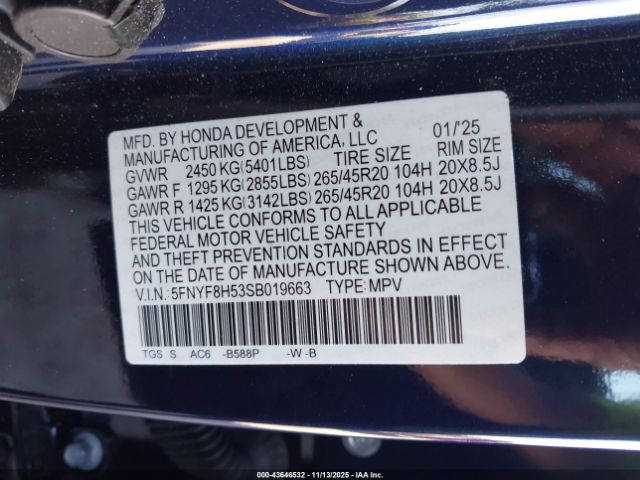 MFD. BY HONDA DEVELOPMENT &
MANUFACTURING OF AMERICA, LLC 01/'25
GVWR 2450 KG(5401LBS) TIRE SIZE RIM SIZE
GAWR F 1295 KG(2855LBS) 265/45R20 104H 20X8.5J
GAWR R 1425 KG(3142LBS) 265/45R20 104H 20X8.5J
THIS VEHICLE CONFORMS TO ALL APPLICABLE
FEDERAL MOTOR VEHICLE SAFETY
AND THEFT PREVENTION STANDARDS IN EFFECT
ON THE DATE OF MANUFACTURE SHOWN ABOVE.
V.I.N.:5FNYF8H53SB019663 TYPE:MPV
TGS S AC6 -B588P -W -B
000-43646532 - 11/13/2025 - IAA Inc.